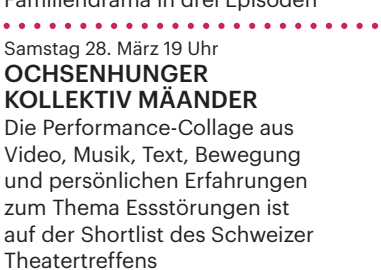 Familiendrama in drei Episoden
Samstag 28. März 19 Uhr
OCHSENHUNGER
KOLLEKTIV MÄANDER
Die Performance-Collage aus
Video, Musik, Text, Bewegung
und persönlichen Erfahrungen
zum Thema Essstörungen ist
auf der Shortlist des Schweizer
Theatertreffens